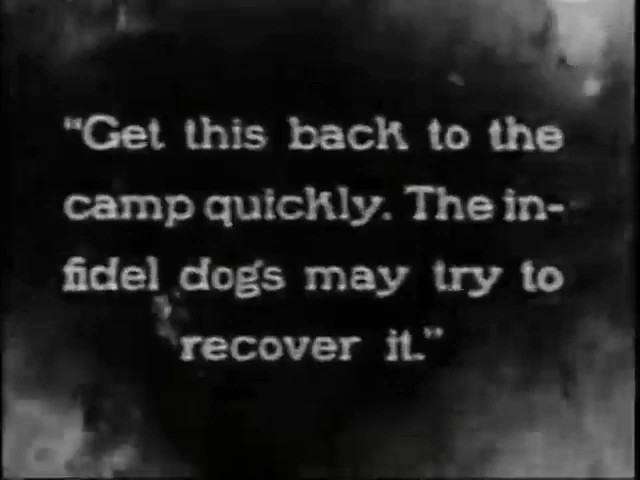 "Get this back to the
camp quickly. The in-
fidel dogs may try to
recover it."